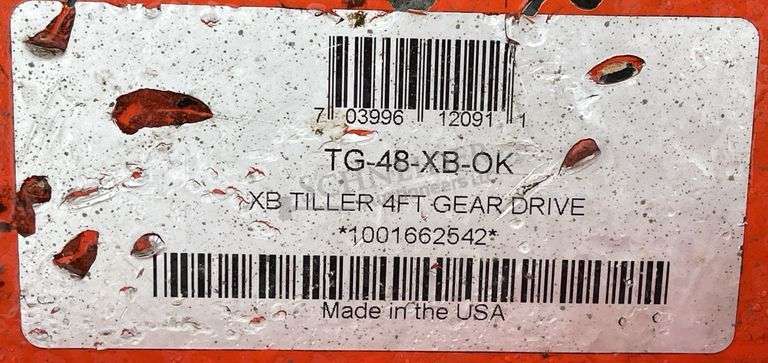 7 03996 12091 1
TG-48-XB-OK
XB TILLER 4FT GEAR DRIVE
*1001662542*
Made in the USA